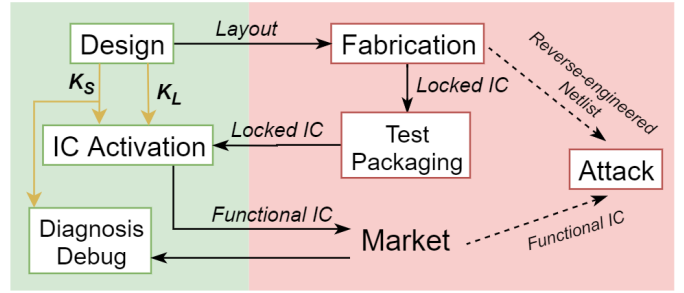 Design
Layout
Fabrication
Reverse-engineered
Netlist
K_S
K_L
Locked IC
IC Activation
Locked IC
Test
Packaging
Attack
Diagnosis
Debug
Functional IC
Market
Functional IC